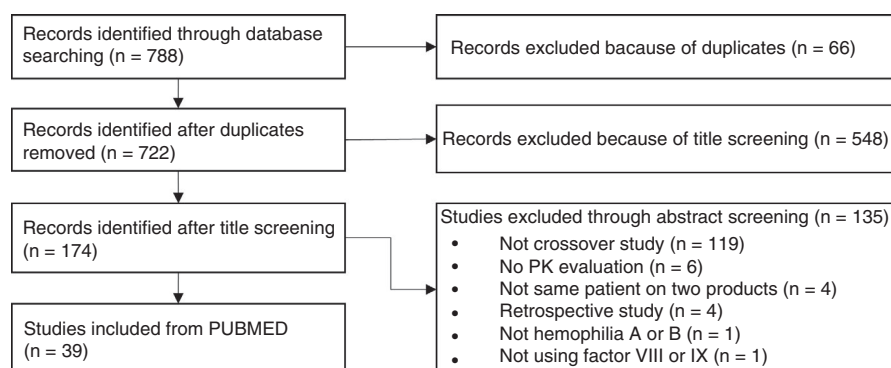 Records identified through database
searching (n = 788)
Records excluded bacause of duplicates (n = 66)
Records identified after duplicates
removed (n = 722)
Records excluded because of title screening (n = 548)
Records identified after title screening
(n = 174)
Studies excluded through abstract screening (n = 135)
• Not crossover study (n = 119)
• No PK evaluation (n = 6)
• Not same patient on two products (n = 4)
• Retrospective study (n = 4)
• Not hemophilia A or B (n = 1)
• Not using factor VIII or IX (n = 1)
Studies included from PUBMED
(n = 39)